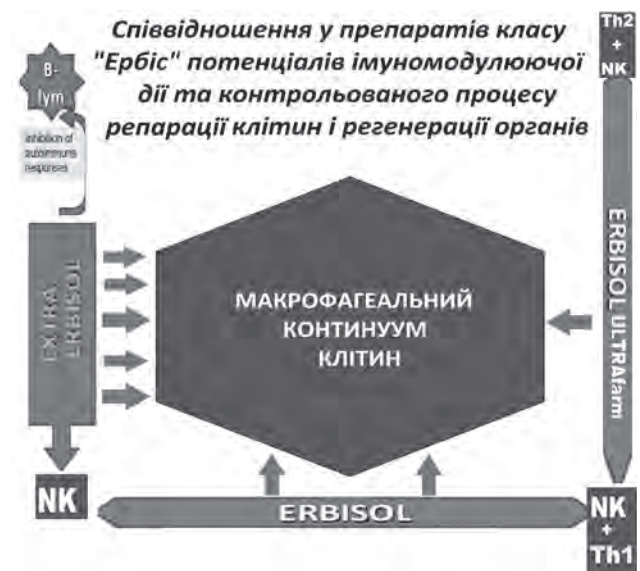 Співвідношення у препаратів класу
"Ербіс" потенціалів імуномодулюючої
дії та контрольованого процесу
репарації клітин і регенерації органів
B-
lym
inhibition of
autoimmune
responses
EXTRA
ERBISOL
NK
МАКРОФАГЕАЛЬНИЙ
КОНТИНУУМ
КЛІТИН
ERBISOL
Th2
+
NK
ERBISOL ULTRAfarm
NK
+
Th1